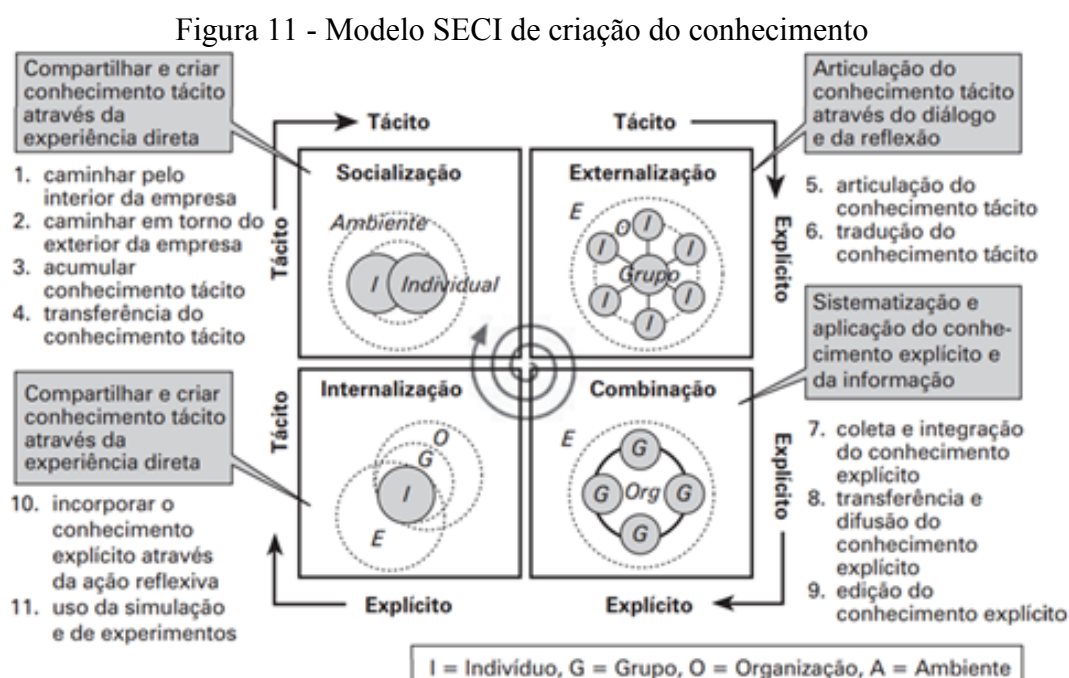 Figura 11 - Modelo SECI de criação do conhecimento
Compartilhar e criar
conhecimento tácito
através da
experiência direta
1. caminhar pelo
interior da empresa
2. caminhar em torno do
exterior da empresa
3. acumular
conhecimento tácito
4. transferência do
conhecimento tácito
Tácito
Tácito
Socialização
Ambiente
I
Individual
Tácito
Externalização
E
O
I
I
I
Grupo
I
I
I
Explícito
Articulação do
conhecimento tácito
através do diálogo
e da reflexão
5. articulação do
conhecimento tácito
6. tradução do
conhecimento tácito
Compartilhar e criar
conhecimento tácito
através da
experiência direta
10. incorporar o
conhecimento
explícito através
da ação reflexiva
11. uso da simulação
e de experimentos
Tácito
Internalização
O
G
I
E
Explícito
Combinação
E
G
G
Org
G
G
Explícito
Explícito
Sistematização e
aplicação do conhe-
cimento explícito e
da informação
7. coleta e integração
do conhecimento
explícito
8. transferência e
difusão do
conhecimento
explícito
9. edição do
conhecimento explícito
I = Indivíduo, G = Grupo, O = Organização, A = Ambiente